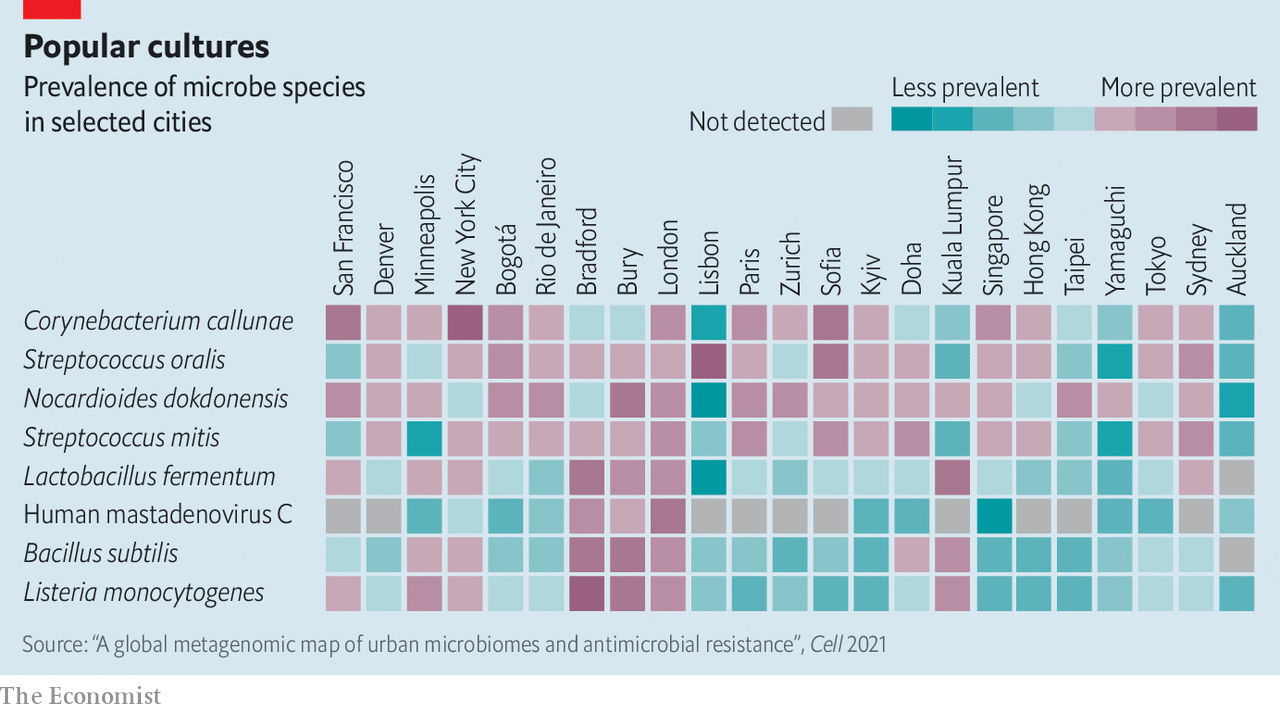 Popular cultures
Prevalence of microbe species
in selected cities
Less prevalent
More prevalent
Not detected
San Francisco
Denver
Minneapolis
New York City
Bogotá
Rio de Janeiro
Bradford
Bury
London
Lisbon
Paris
Zurich
Sofia
Kyiv
Doha
Kuala Lumpur
Singapore
Hong Kong
Taipei
Yamaguchi
Tokyo
Sydney
Auckland
Corynebacterium callunae
Streptococcus oralis
Nocardioides dokdonensis
Streptococcus mitis
Lactobacillus fermentum
Human mastadenovirus C
Bacillus subtilis
Listeria monocytogenes
Source: “A global metagenomic map of urban microbiomes and antimicrobial resistance”, Cell 2021
The Economist